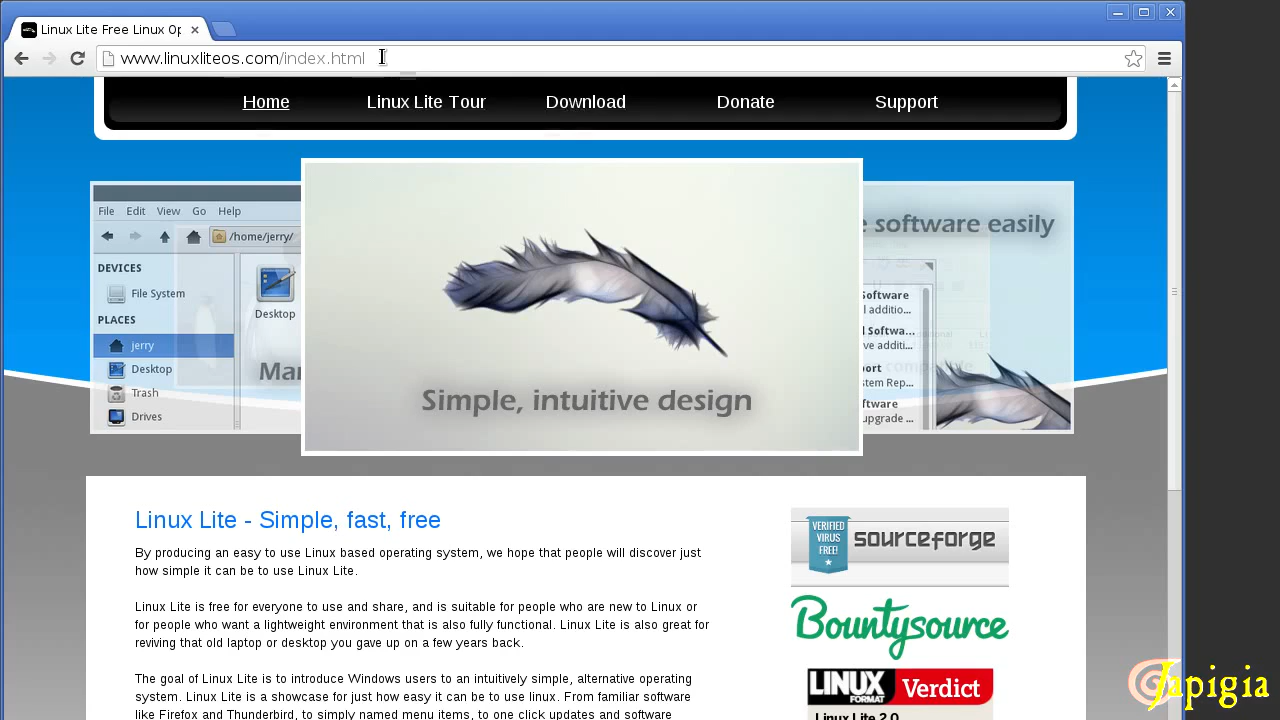 Linux Lite Free Linux Op
www.linuxliteos.com/index.html
Home Linux Lite Tour Download Donate Support
File Edit View Go Help
/home/jerry/
DEVICES
File System
PLACES
jerry
Desktop
Trash
Drives
Desktop
Mar
Simple, intuitive design
e software easily
Software
l additio...
l Softwa...
ve additi...
port
stem Rep...
ftware
upgrade ...
Linux Lite - Simple, fast, free
By producing an easy to use Linux based operating system, we hope that people will discover just
how simple it can be to use Linux Lite.
Linux Lite is free for everyone to use and share, and is suitable for people who are new to Linux or
for people who want a lightweight environment that is also fully functional. Linux Lite is also great for
reviving that old laptop or desktop you gave up on a few years back.
The goal of Linux Lite is to introduce Windows users to an intuitively simple, alternative operating
system. Linux Lite is a showcase for just how easy it can be to use linux. From familiar software
like Firefox and Thunderbird, to simply named menu items, to one click updates and software
VERIFIED
VIRUS
FREE!
sourceforge
Bountysource
LINUX
FORMAT
Verdict
Linux Lite 2.0
Japigia